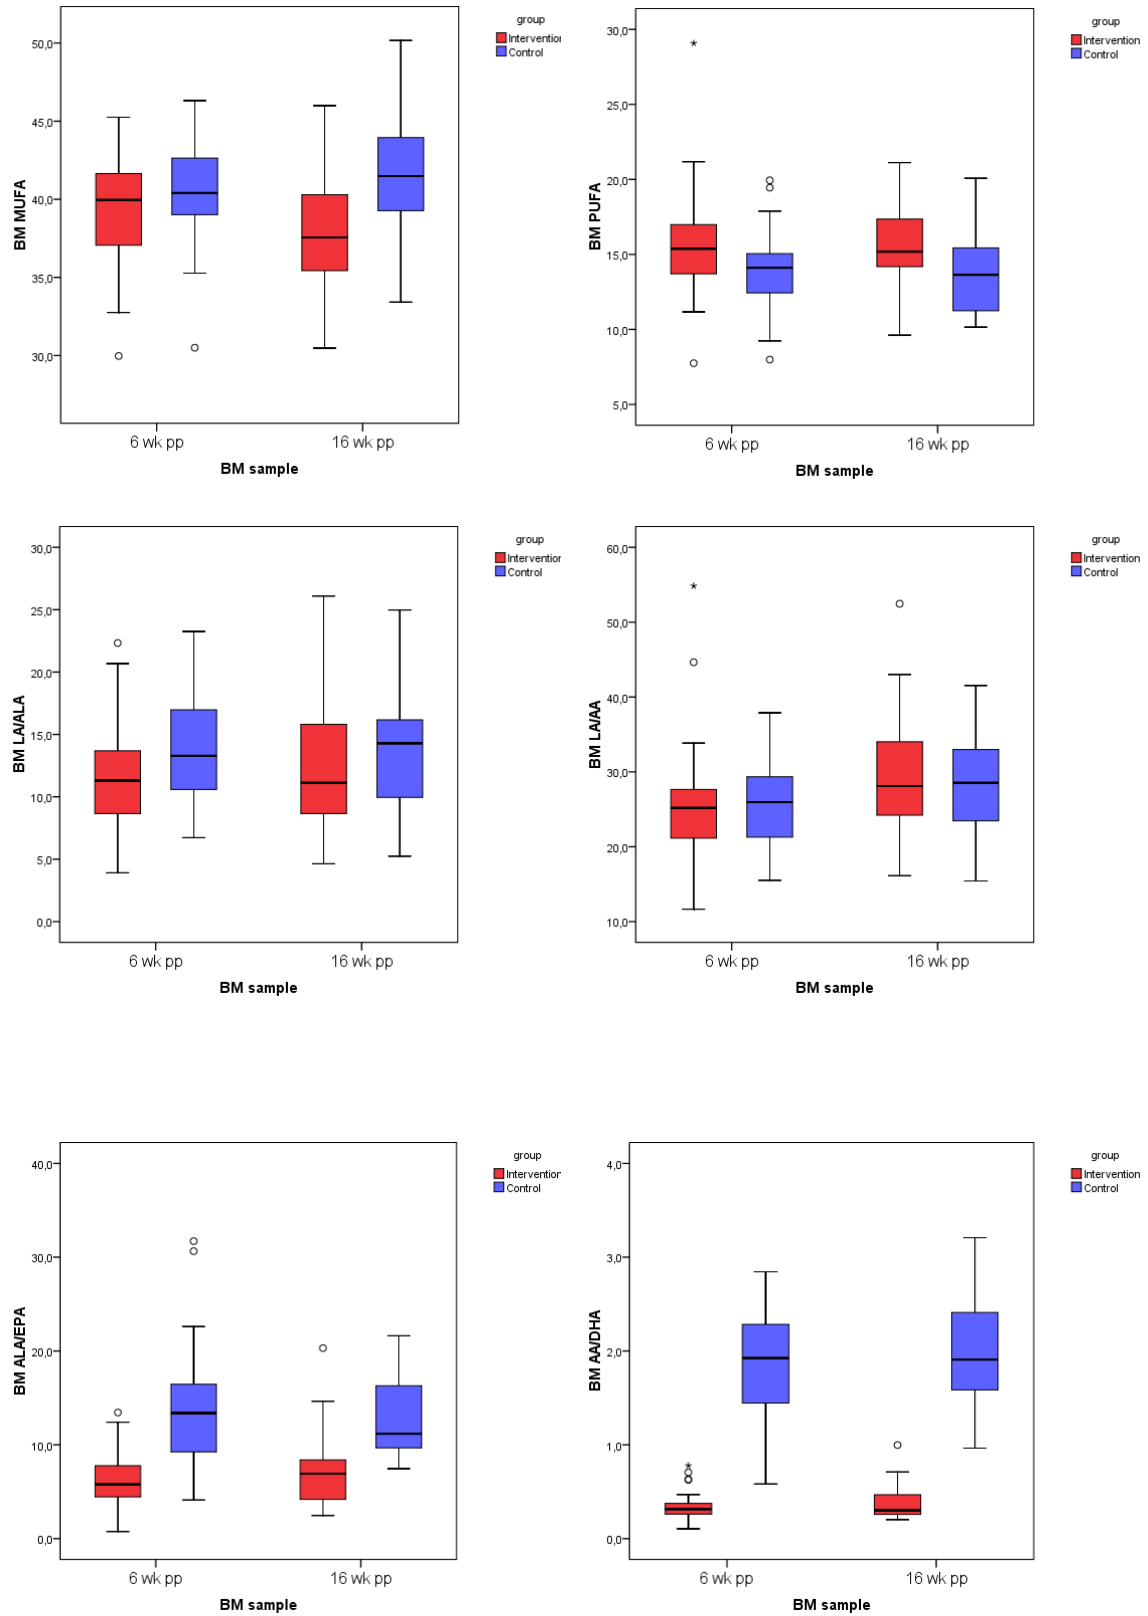 group
Intervention
Control
50,0
45,0
40,0
35,0
30,0
BM MUFA
6 wk pp
16 wk pp
BM sample
group
Intervention
Control
30,0
25,0
20,0
15,0
10,0
5,0
BM PUFA
6 wk pp
16 wk pp
BM sample
group
Intervention
Control
30,0
25,0
20,0
15,0
10,0
5,0
0,0
BM LA/ALA
6 wk pp
16 wk pp
BM sample
group
Intervention
Control
60,0
50,0
40,0
30,0
20,0
10,0
BM LA/AA
6 wk pp
16 wk pp
BM sample
group
Intervention
Control
40,0
30,0
20,0
10,0
0,0
BM ALA/EPA
6 wk pp
16 wk pp
BM sample
group
Intervention
Control
4,0
3,0
2,0
1,0
0,0
BM AA/DHA
6 wk pp
16 wk pp
BM sample